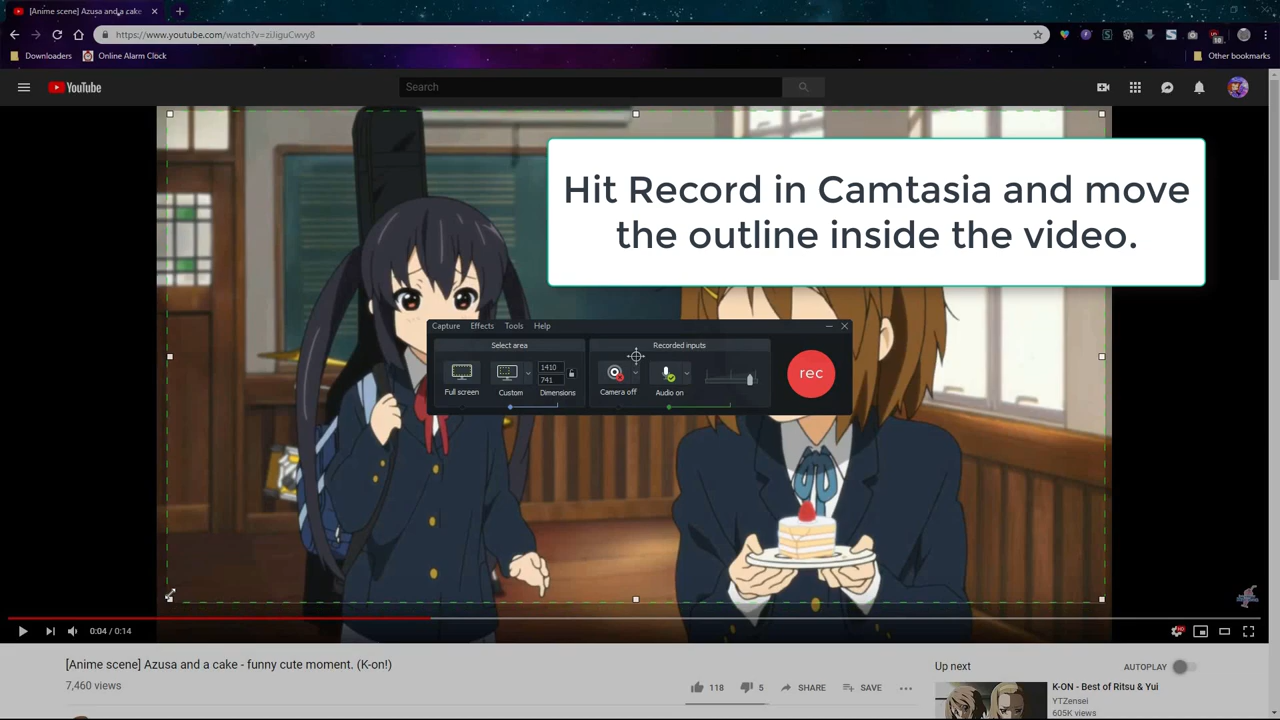 [Anime scene] Azusa and a cake
https://www.youtube.com/watch?v=ziJiguCwvy8
Downloaders
Online Alarm Clock
Other bookmarks
YouTube
Search
Hit Record in Camtasia and move
the outline inside the video.
Capture Effects Tools Help
Select area
Recorded inputs
1410
741
rec
Full screen
Custom
Dimensions
Camera off
Audio on
0:04 / 0:14
[Anime scene] Azusa and a cake - funny cute moment. (K-on!)
7,460 views
118
5
SHARE
SAVE
Up next
AUTOPLAY
K-ON - Best of Ritsu & Yui
YTZensei
605K views